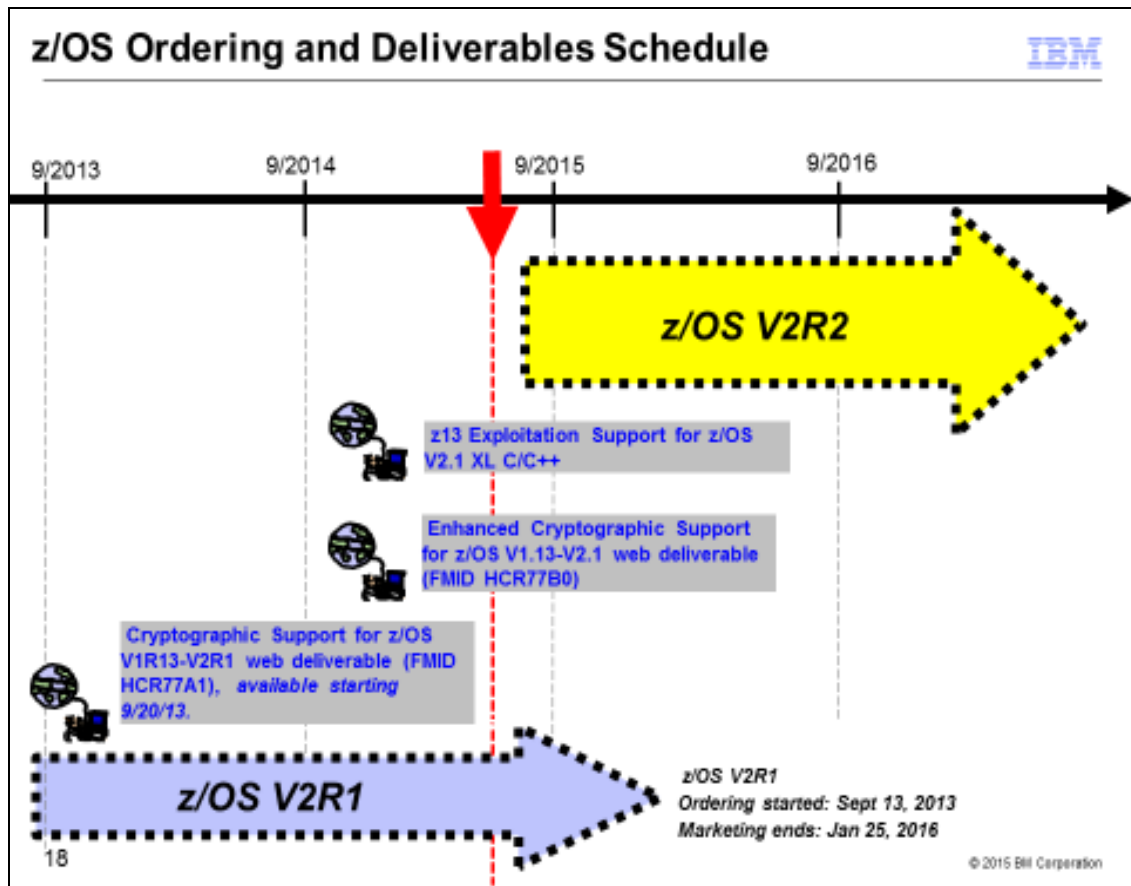 z/OS Ordering and Deliverables Schedule
IBM
9/2013
9/2014
9/2015
9/2016
z/OS V2R2
z13 Exploitation Support for z/OS
V2.1 XL C/C++
Enhanced Cryptographic Support
for z/OS V1.13-V2.1 web deliverable
(FMID HCR77B0)
Cryptographic Support for z/OS
V1R13-V2R1 web deliverable (FMID
HCR77A1), available starting
9/20/13.
z/OS V2R1
z/OS V2R1
Ordering started: Sept 13, 2013
Marketing ends: Jan 25, 2016
18
© 2015 IBM Corporation